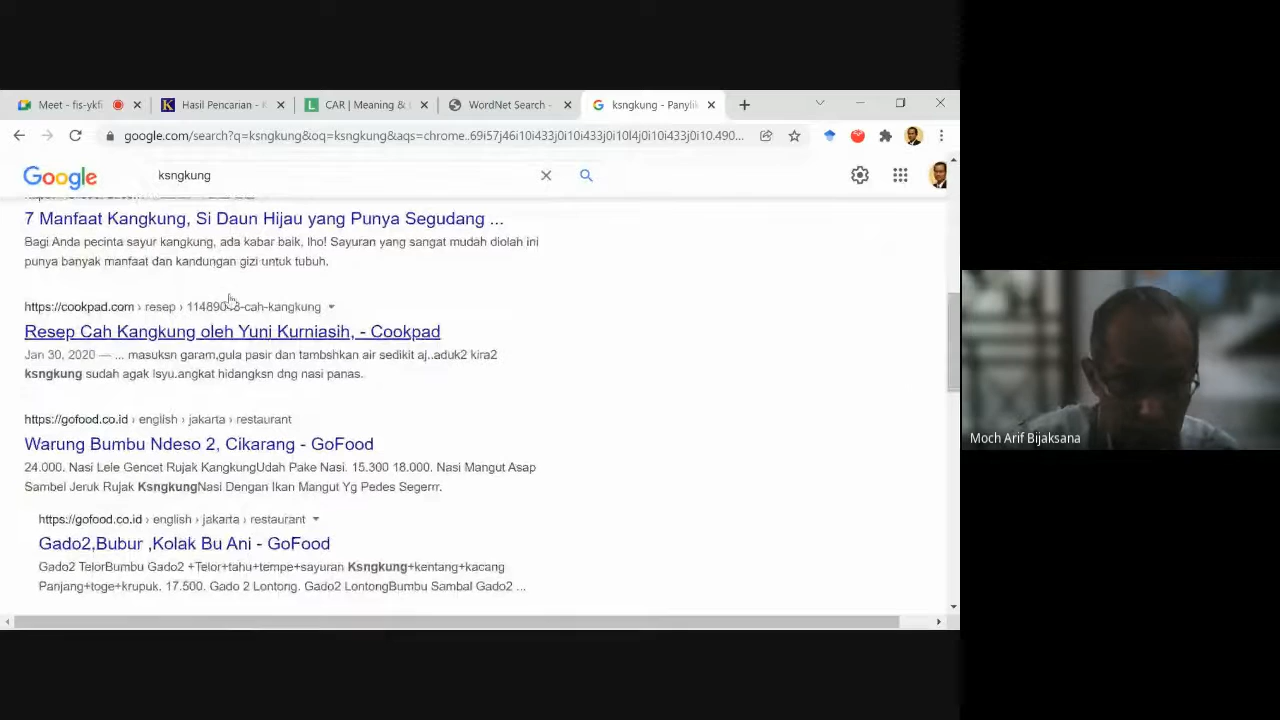 Meet - fis-ykfi
Hasil Pencarian -
CAR | Meaning &
WordNet Search -
ksngkung - Panylik
google.com/search?q=ksngkung&oq=ksngkung&aqs=chrome..69i57j46i10i433j0i10i433j0i10l4j0i10i433j0i10.490...
Google
ksngkung
7 Manfaat Kangkung, Si Daun Hijau yang Punya Segudang ...
Bagi Anda pecinta sayur kangkung, ada kabar baik, lho! Sayuran yang sangat mudah diolah ini
punya banyak manfaat dan kandungan gizi untuk tubuh.
https://cookpad.com › resep › cah-kangkung
Resep Cah Kangkung oleh Yuni Kurniasih, - Cookpad
Jan 30, 2020 — ... masuksn garam,gula pasir dan tambshkan air sedikit aj..aduk2 kira2
ksngkung sudah agak lsyu.angkat hidangksn dng nasi panas.
https://gofood.co.id › english › jakarta › restaurant
Warung Bumbu Ndeso 2, Cikarang - GoFood
24.000. Nasi Lele Gencet Rujak KangkungUdah Pake Nasi. 15.300 18.000. Nasi Mangut Asap
Sambel Jeruk Rujak KsngkungNasi Dengan Ikan Mangut Yg Pedes Segerrr.
https://gofood.co.id › english › jakarta › restaurant
Gado2,Bubur ,Kolak Bu Ani - GoFood
Gado2 TelorBumbu Gado2 +Telor+tahu+tempe+sayuran Ksngkung+kentang+kacang
Panjang+toge+krupuk. 17.500. Gado 2 Lontong. Gado2 LontongBumbu Sambal Gado2 ...
Moch Arif Bijaksana